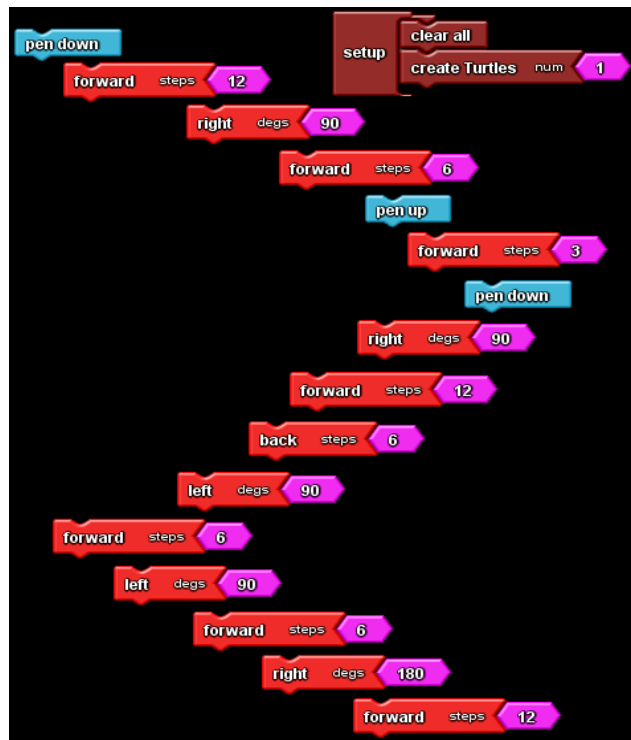 pen down
setup
clear all
create Turtles num 1
forward steps 12
right degs 90
forward steps 6
pen up
forward steps 3
pen down
right degs 90
forward steps 12
back steps 6
left degs 90
forward steps 6
left degs 90
forward steps 6
right degs 180
forward steps 12